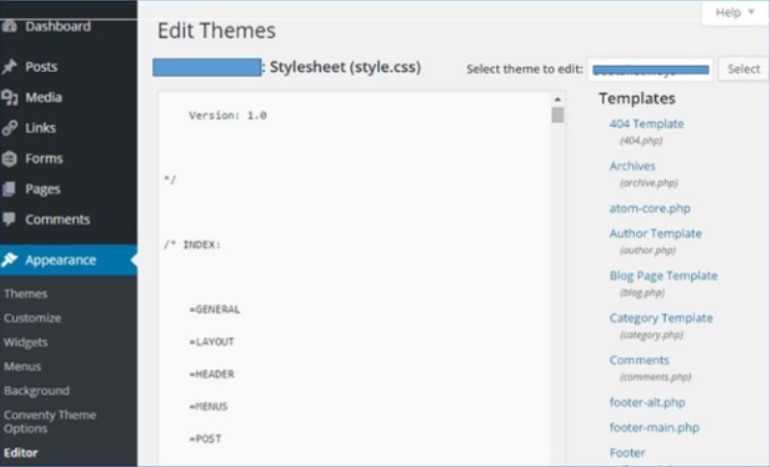 Help
Dashboard
Posts
Media
Links
Forms
Pages
Comments
Appearance
Themes
Customize
Widgets
Menus
Background
Conventy Theme
Options
Editor
Edit Themes
: Stylesheet (style.css)
Select theme to edit:
Select
Version: 1.0
*/
/* INDEX:
=GENERAL
=LAYOUT
=HEADER
=MENUS
=POST
Templates
404 Template
(404.php)
Archives
(archive.php)
atom-core.php
Author Template
(author.php)
Blog Page Template
(blog.php)
Category Template
(category.php)
Comments
(comments.php)
footer-alt.php
footer-main.php
Footer